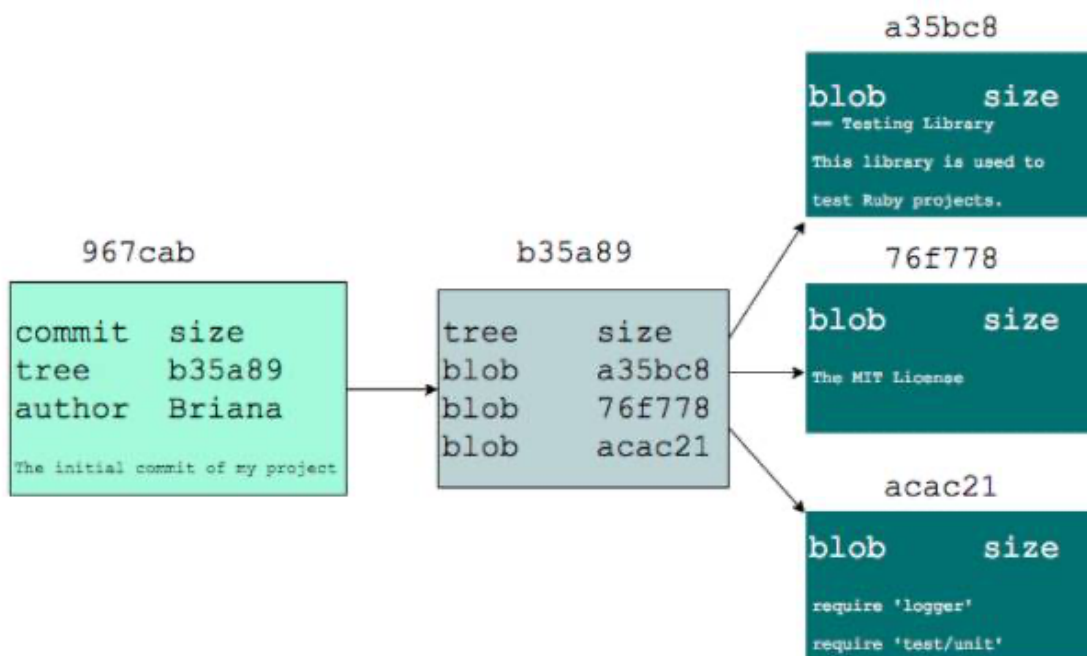 967cab
commit size
tree b35a89
author Briana
The initial commit of my project
b35a89
tree size
blob a35bc8
blob 76f778
blob acac21
a35bc8
blob size
== Testing Library
This library is used to
test Ruby projects.
76f778
blob size
The MIT License
acac21
blob size
require 'logger'
require 'test/unit'